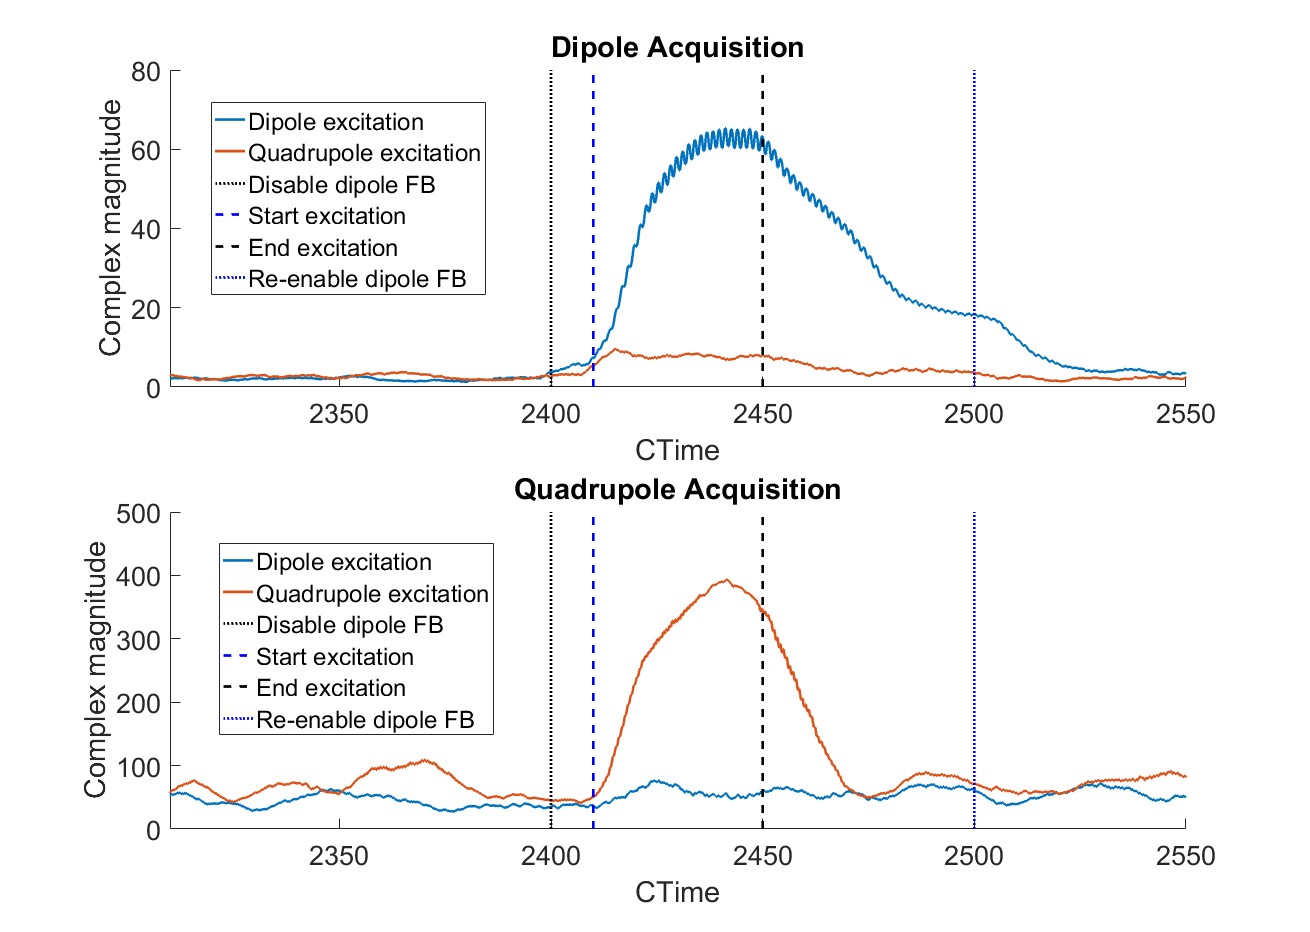 Dipole Acquisition
80
60
40
20
0
Complex magnitude
Dipole excitation
Quadrupole excitation
Disable dipole FB
Start excitation
End excitation
Re-enable dipole FB
2350
2400
2450
2500
2550
CTime
Quadrupole Acquisition
500
400
300
200
100
0
Complex magnitude
Dipole excitation
Quadrupole excitation
Disable dipole FB
Start excitation
End excitation
Re-enable dipole FB
2350
2400
2450
2500
2550
CTime